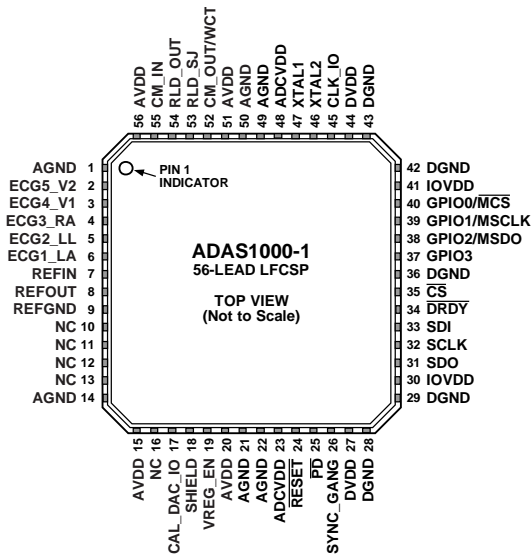 56 AVDD
55 CM_IN
54 RLD_OUT
53 RLD_SJ
52 CM_OUT/WCT
51 AVDD
50 AGND
49 AGND
48 ADCVDD
47 XTAL1
46 XTAL2
45 CLK_IO
44 DVDD
43 DGND
AGND 1
ECG5_V2 2
ECG4_V1 3
ECG3_RA 4
ECG2_LL 5
ECG1_LA 6
REFIN 7
REFOUT 8
REFGND 9
NC 10
NC 11
NC 12
NC 13
AGND 14
PIN 1
INDICATOR
ADAS1000-1
56-LEAD LFCSP
TOP VIEW
(Not to Scale)
42 DGND
41 IOVDD
40 GPIO0/MCS
39 GPIO1/MSCLK
38 GPIO2/MSDO
37 GPIO3
36 DGND
35 CS
34 DRDY
33 SDI
32 SCLK
31 SDO
30 IOVDD
29 DGND
AVDD 15
NC 16
CAL_DAC_IO 17
SHIELD 18
VREG_EN 19
AVDD 20
AGND 21
AGND 22
ADCVDD 23
RESET 24
PD 25
SYNC_GANG 26
DVDD 27
DGND 28